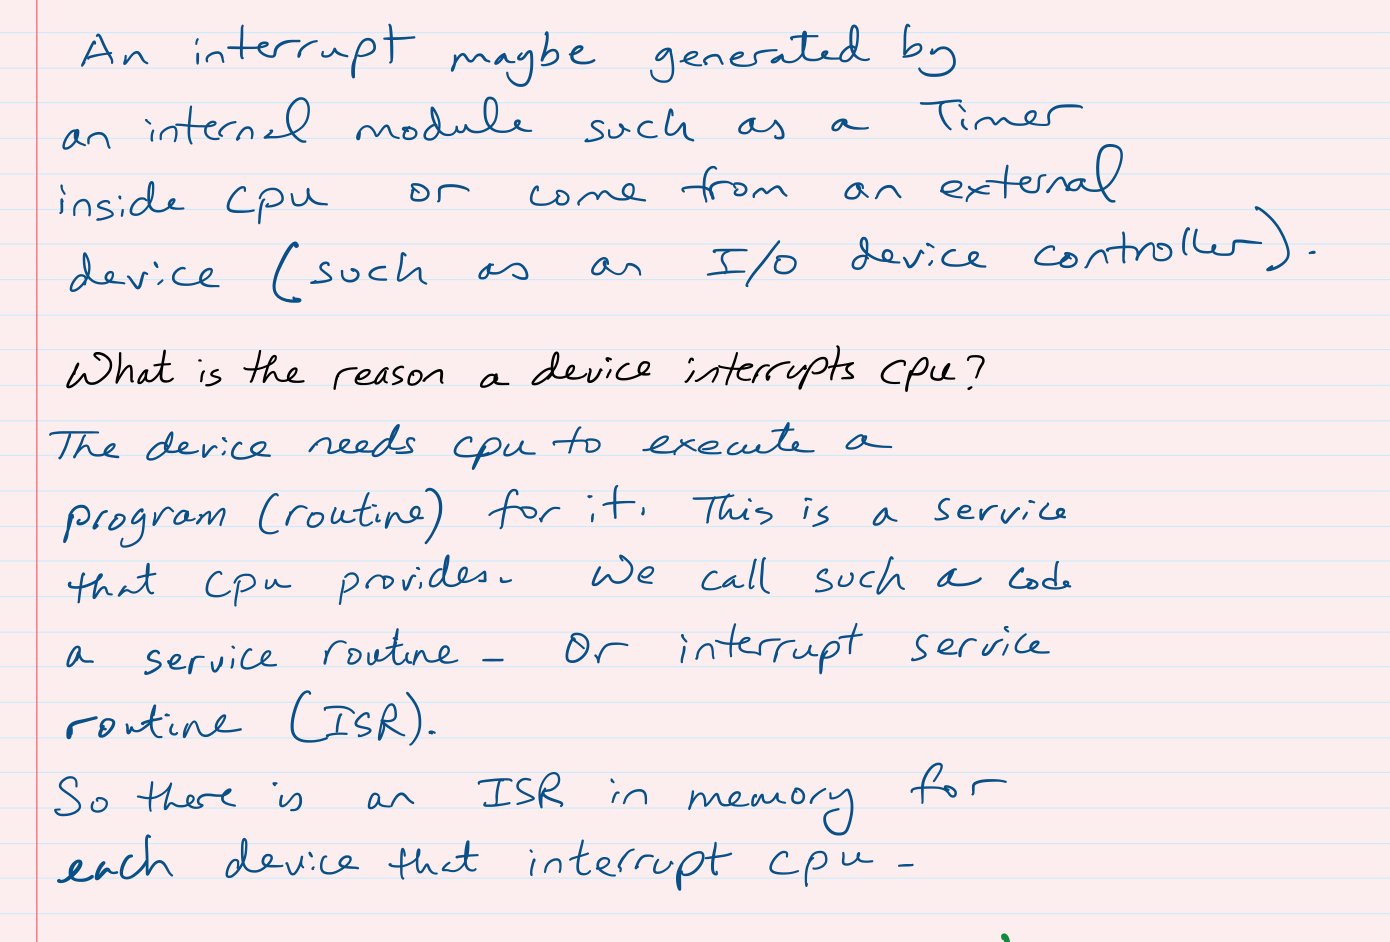 An interrupt maybe generated by
an internal module such as a Timer
inside cpu or come from an external
device (such as an I/O device controller).
What is the reason a device interrupts cpu?
The device needs cpu to execute a
program (routine) for it. This is a service
that cpu provides. We call such a code
a service routine - Or interrupt service
routine (ISR).
So there is an ISR in memory for
each device that interrupt cpu -